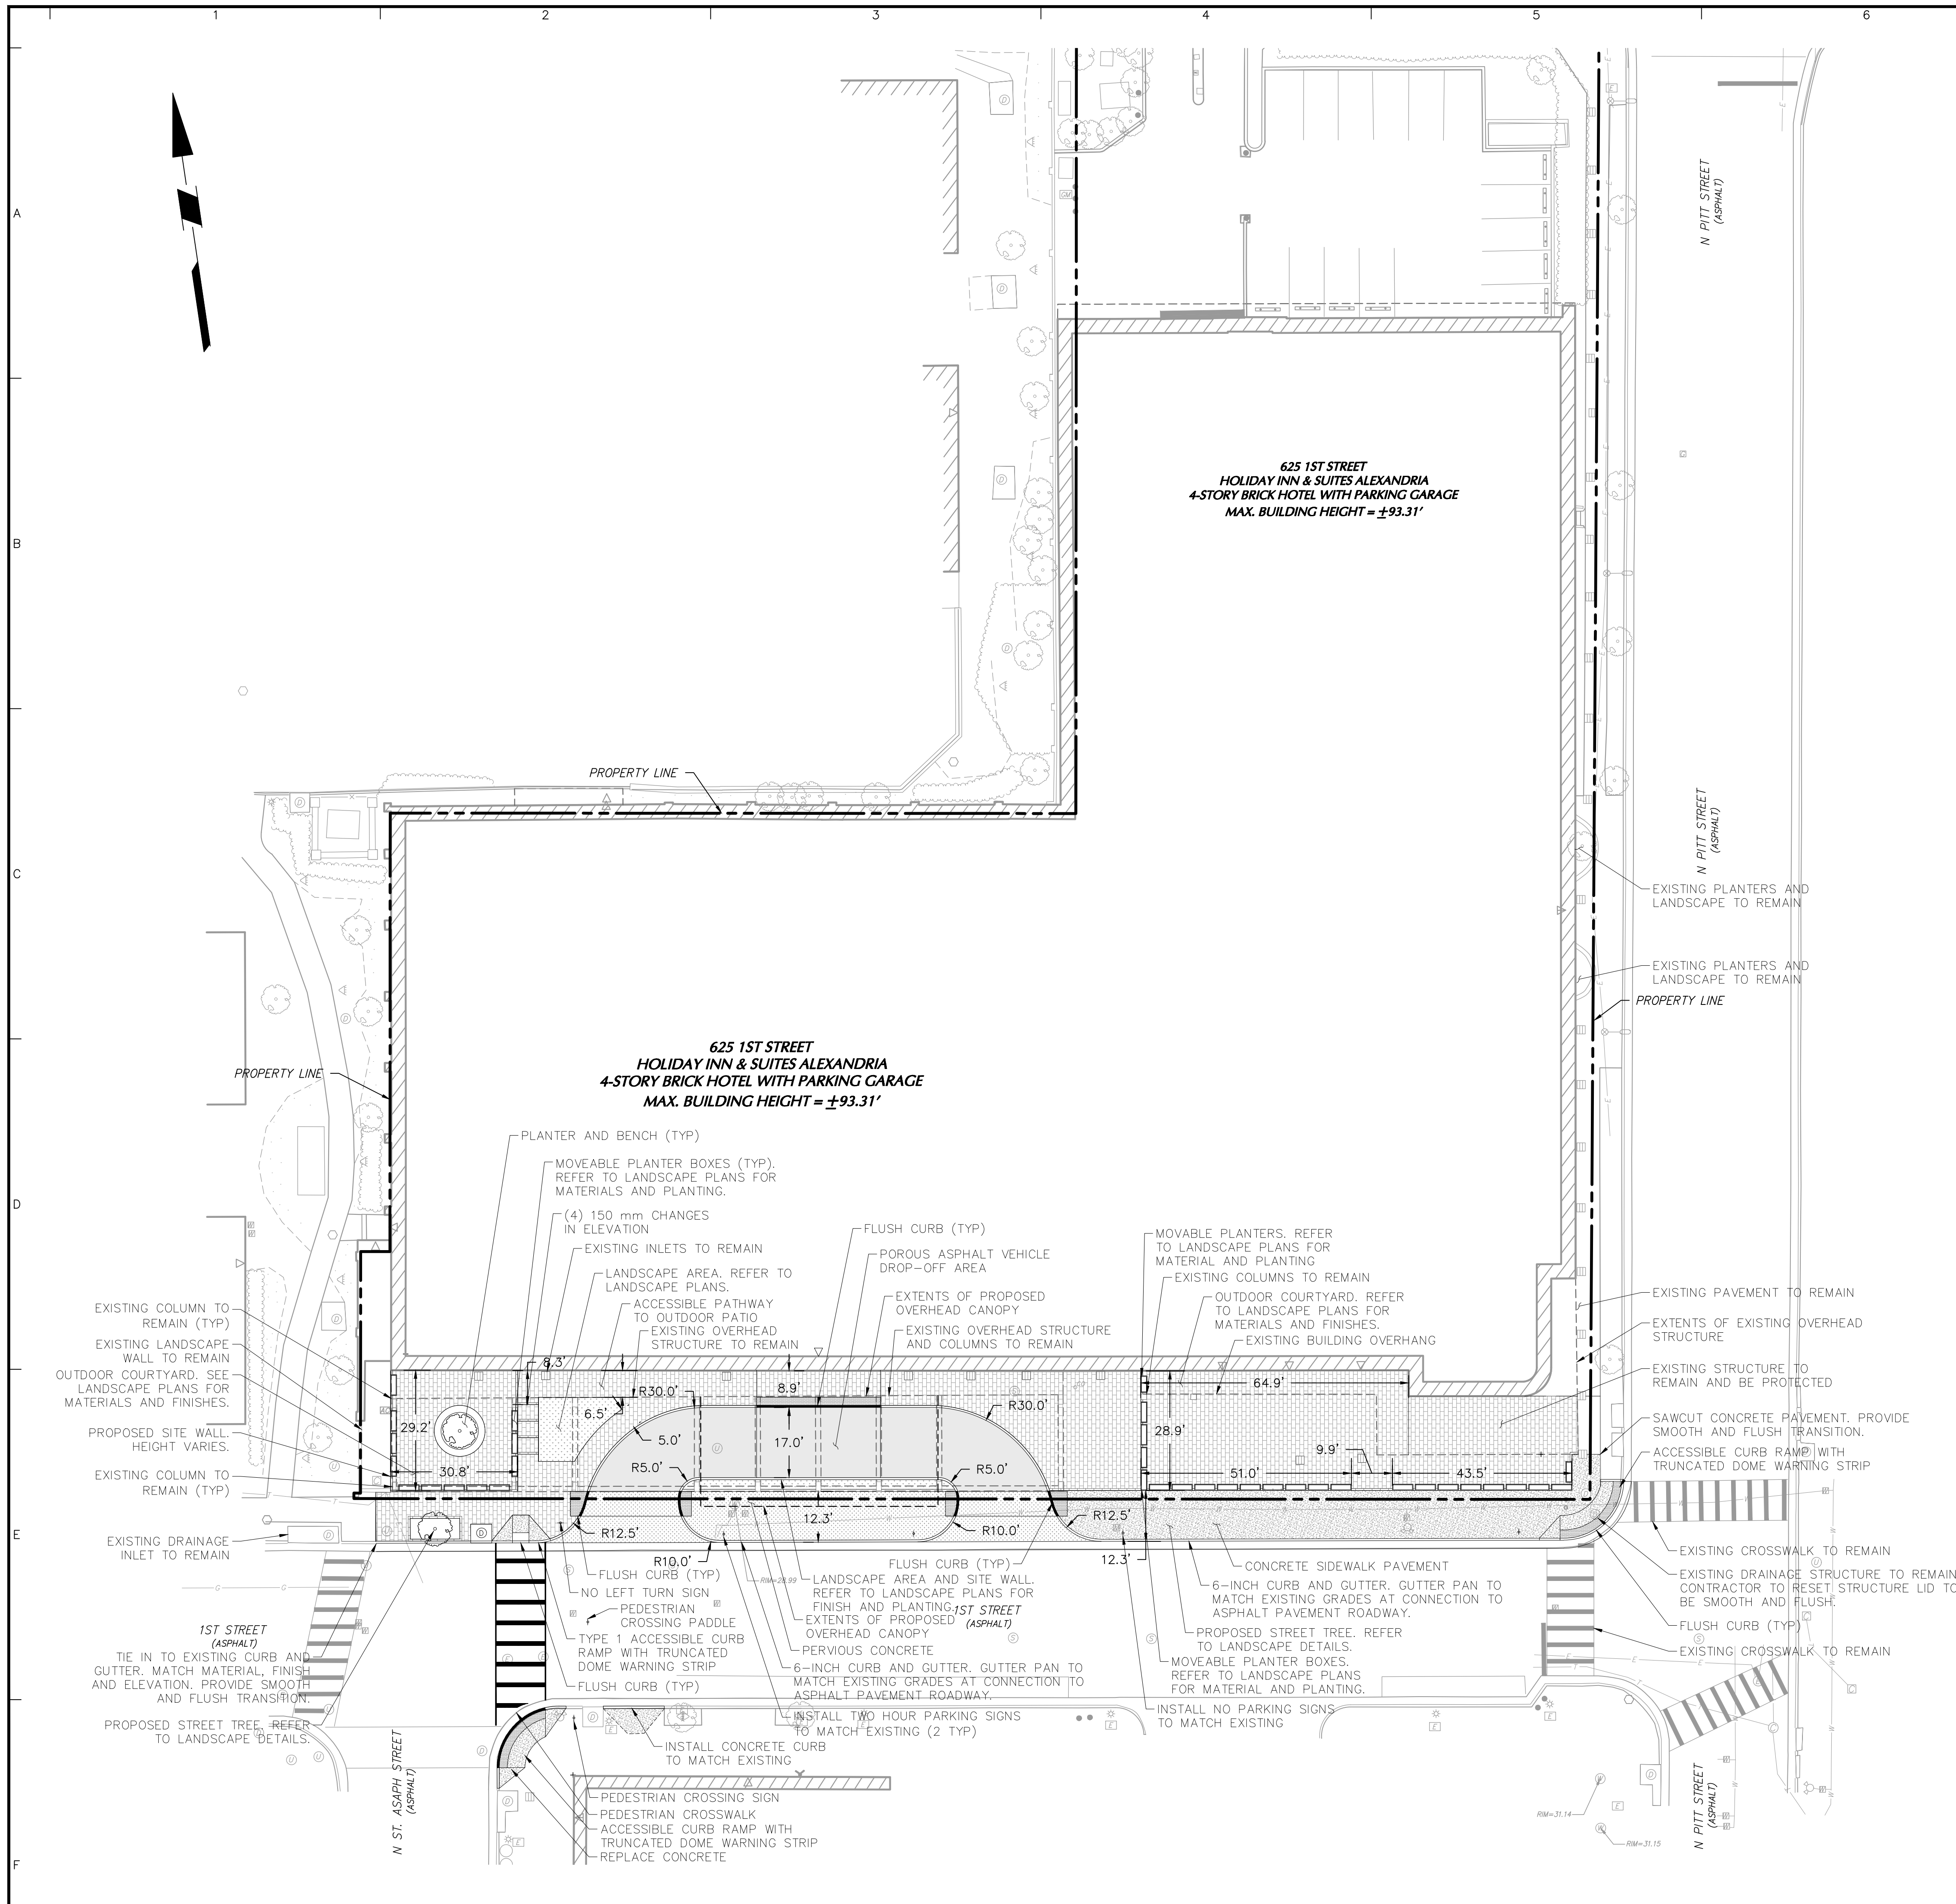 1
2
3
4
5
6
A
B
C
D
E
F
N PITT STREET
(ASPHALT)
625 1ST STREET
HOLIDAY INN & SUITES ALEXANDRIA
4-STORY BRICK HOTEL WITH PARKING GARAGE
MAX. BUILDING HEIGHT = ±93.31'
PROPERTY LINE
N PITT STREET
(ASPHALT)
EXISTING PLANTERS AND
LANDSCAPE TO REMAIN
EXISTING PLANTERS AND
LANDSCAPE TO REMAIN
PROPERTY LINE
625 1ST STREET
HOLIDAY INN & SUITES ALEXANDRIA
4-STORY BRICK HOTEL WITH PARKING GARAGE
MAX. BUILDING HEIGHT = ±93.31'
PROPERTY LINE
PLANTER AND BENCH (TYP)
MOVEABLE PLANTER BOXES (TYP).
REFER TO LANDSCAPE PLANS FOR
MATERIALS AND PLANTING.
(4) 150 mm CHANGES
IN ELEVATION
EXISTING INLETS TO REMAIN
LANDSCAPE AREA. REFER TO
LANDSCAPE PLANS.
ACCESSIBLE PATHWAY
TO OUTDOOR PATIO
EXISTING OVERHEAD
STRUCTURE TO REMAIN
FLUSH CURB (TYP)
POROUS ASPHALT VEHICLE
DROP-OFF AREA
EXTENTS OF PROPOSED
OVERHEAD CANOPY
EXISTING OVERHEAD STRUCTURE
AND COLUMNS TO REMAIN
MOVABLE PLANTERS. REFER
TO LANDSCAPE PLANS FOR
MATERIAL AND PLANTING
EXISTING COLUMNS TO REMAIN
OUTDOOR COURTYARD. REFER
TO LANDSCAPE PLANS FOR
MATERIALS AND FINISHES.
EXISTING BUILDING OVERHANG
EXISTING PAVEMENT TO REMAIN
EXTENTS OF EXISTING OVERHEAD
STRUCTURE
EXISTING STRUCTURE TO
REMAIN AND BE PROTECTED
SAWCUT CONCRETE PAVEMENT. PROVIDE
SMOOTH AND FLUSH TRANSITION.
ACCESSIBLE CURB RAMP WITH
TRUNCATED DOME WARNING STRIP
EXISTING COLUMN TO
REMAIN (TYP)
EXISTING LANDSCAPE
WALL TO REMAIN
OUTDOOR COURTYARD. SEE
LANDSCAPE PLANS FOR
MATERIALS AND FINISHES.
PROPOSED SITE WALL.
HEIGHT VARIES.
EXISTING COLUMN TO
REMAIN (TYP)
EXISTING DRAINAGE
INLET TO REMAIN
8.3'
29.2'
30.8'
6.5'
R30.0'
5.0'
8.9'
17.0'
R30.0'
R5.0'
R5.0'
12.3'
R12.5'
R10.0'
R10.0'
R12.5'
12.3'
28.9'
64.9'
51.0'
9.9'
43.5'
RIM=28.99
FLUSH CURB (TYP)
NO LEFT TURN SIGN
PEDESTRIAN
CROSSING PADDLE
TYPE 1 ACCESSIBLE CURB
RAMP WITH TRUNCATED
DOME WARNING STRIP
FLUSH CURB (TYP)
FLUSH CURB (TYP)
LANDSCAPE AREA AND SITE WALL.
REFER TO LANDSCAPE PLANS FOR
FINISH AND PLANTING.
EXTENTS OF PROPOSED
OVERHEAD CANOPY
PERVIOUS CONCRETE
6-INCH CURB AND GUTTER. GUTTER PAN TO
MATCH EXISTING GRADES AT CONNECTION TO
ASPHALT PAVEMENT ROADWAY.
INSTALL TWO HOUR PARKING SIGNS
TO MATCH EXISTING (2 TYP)
1ST STREET
(ASPHALT)
CONCRETE SIDEWALK PAVEMENT
6-INCH CURB AND GUTTER. GUTTER PAN TO
MATCH EXISTING GRADES AT CONNECTION TO
ASPHALT PAVEMENT ROADWAY.
PROPOSED STREET TREE. REFER
TO LANDSCAPE DETAILS.
MOVEABLE PLANTER BOXES.
REFER TO LANDSCAPE PLANS
FOR MATERIAL AND PLANTING.
INSTALL NO PARKING SIGNS
TO MATCH EXISTING
EXISTING CROSSWALK TO REMAIN
EXISTING DRAINAGE STRUCTURE TO REMAIN
CONTRACTOR TO RESET STRUCTURE LID TO
BE SMOOTH AND FLUSH.
FLUSH CURB (TYP)
EXISTING CROSSWALK TO REMAIN
1ST STREET
(ASPHALT)
TIE IN TO EXISTING CURB AND
GUTTER. MATCH MATERIAL, FINISH
AND ELEVATION. PROVIDE SMOOTH
AND FLUSH TRANSITION.
PROPOSED STREET TREE. REFER
TO LANDSCAPE DETAILS.
N ST. ASAPH STREET
(ASPHALT)
INSTALL CONCRETE CURB
TO MATCH EXISTING
PEDESTRIAN CROSSING SIGN
PEDESTRIAN CROSSWALK
ACCESSIBLE CURB RAMP WITH
TRUNCATED DOME WARNING STRIP
REPLACE CONCRETE
RIM=31.14
RIM=31.15
N PITT STREET
(ASPHALT)